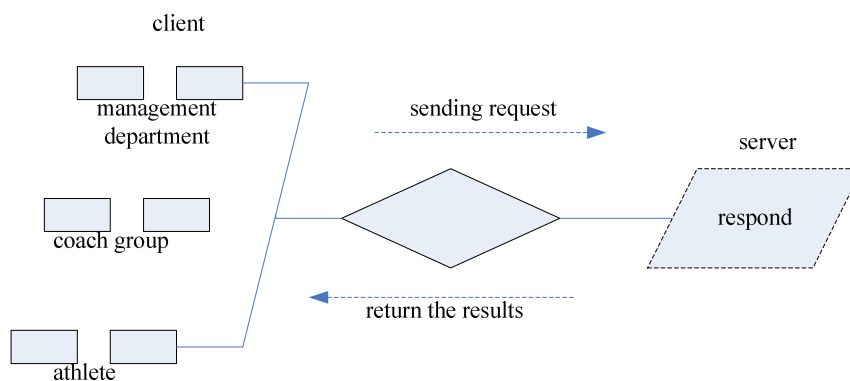 client
management
department
sending request
server
coach group
respond
return the results
athlete